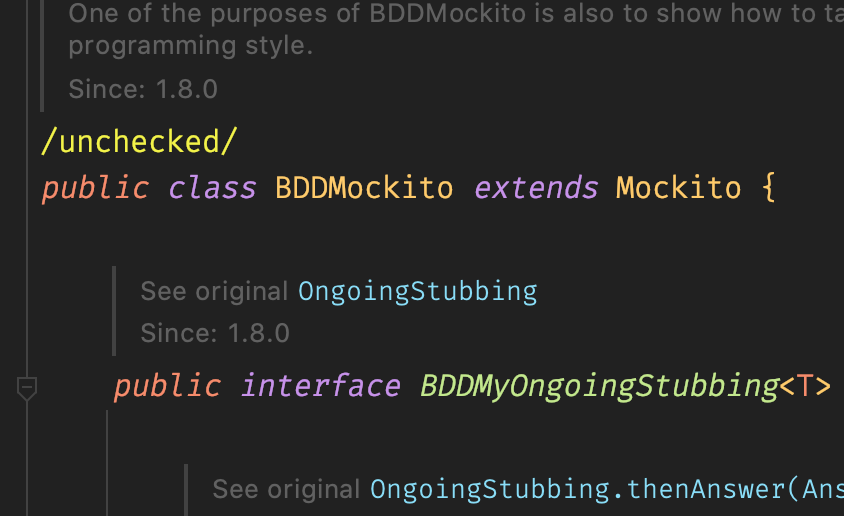 One of the purposes of BDDMockito is also to show how to ta
programming style.
Since: 1.8.0
/unchecked/
public class BDDMockito extends Mockito {
See original OngoingStubbing
Since: 1.8.0
public interface BDDMyOngoingStubbing<T>
See original OngoingStubbing.thenAnswer(Ans